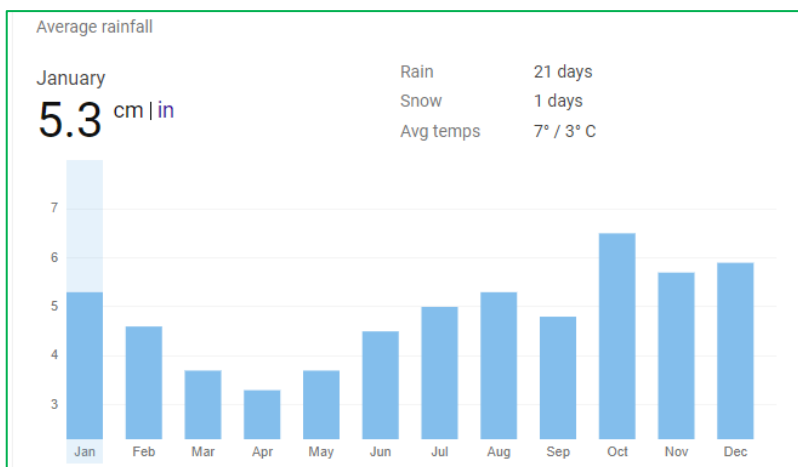 Average rainfall
January
5.3 cm | in
Rain 21 days
Snow 1 days
Avg temps 7° / 3° C
7
6
5
4
3
Jan Feb Mar Apr May Jun Jul Aug Sep Oct Nov Dec